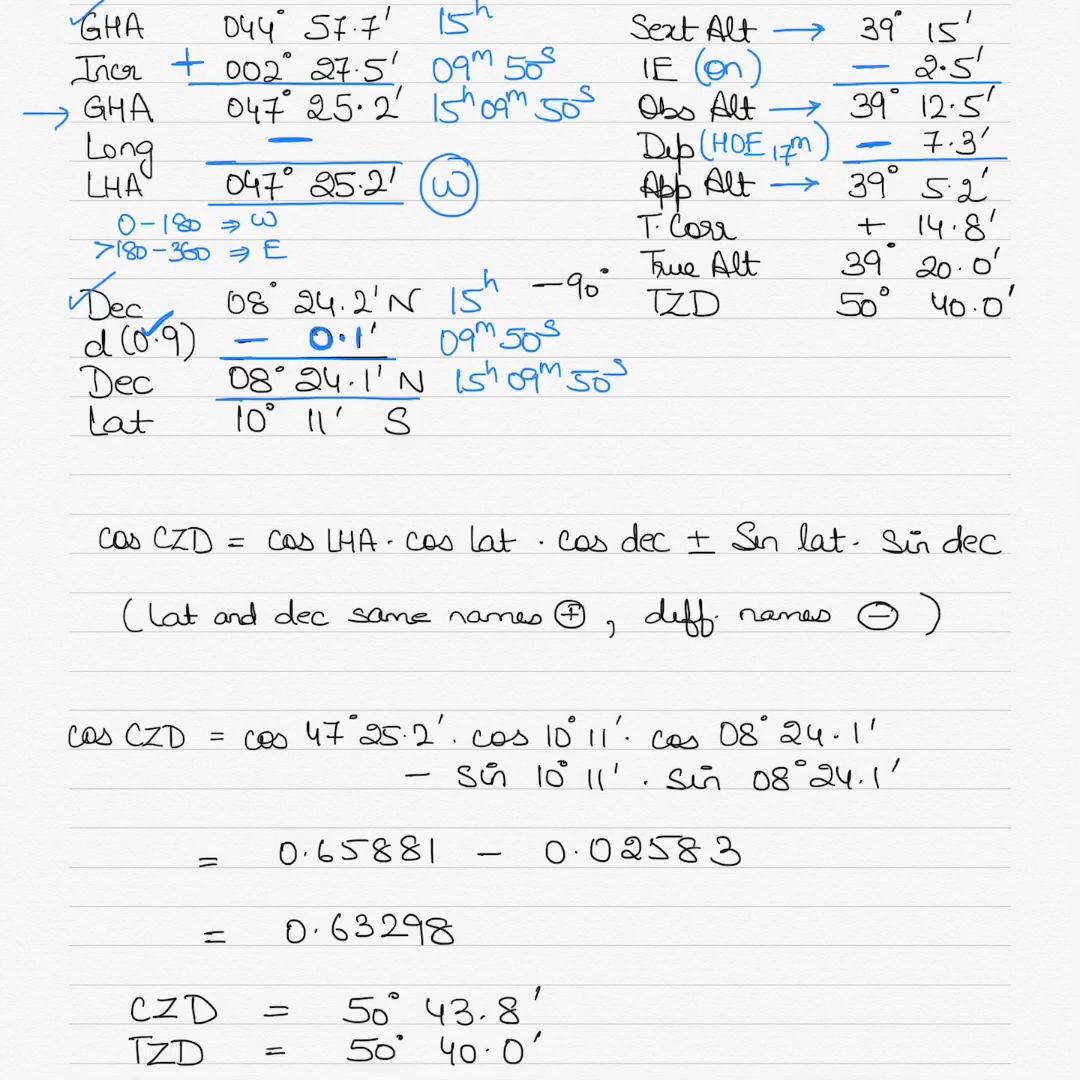 GHA 044° 57.7' 15h
Incr + 002° 27.5' 09m 50s
→ GHA 047° 25.2' 15h 09m 50s
Long —
LHA 047° 25.2' W
0-180 ⇒ W
>180-360 ⇒ E
Dec 08° 24.2' N 15h
d (0.9) — 0.1' 09m 50s
Dec 08° 24.1' N 15h 09m 50s
Lat 10° 11' S
Sext Alt → 39° 15'
IE (on) — 2.5'
Obs Alt → 39° 12.5'
Dip (HOE 17m) — 7.3'
App Alt → 39° 5.2'
T. Corr + 14.8'
True Alt 39° 20.0'
-90°
TZD 50° 40.0'
cos CZD = cos LHA . cos lat . cos dec ± Sin lat . Sin dec
(Lat and dec same names ⊕, diff. names ⊖)
cos CZD = cos 47° 25.2' . cos 10° 11' . cos 08° 24.1'
- sin 10° 11' . sin 08° 24.1'
= 0.65881 - 0.02583
= 0.63298
CZD = 50° 43.8'
TZD = 50° 40.0'